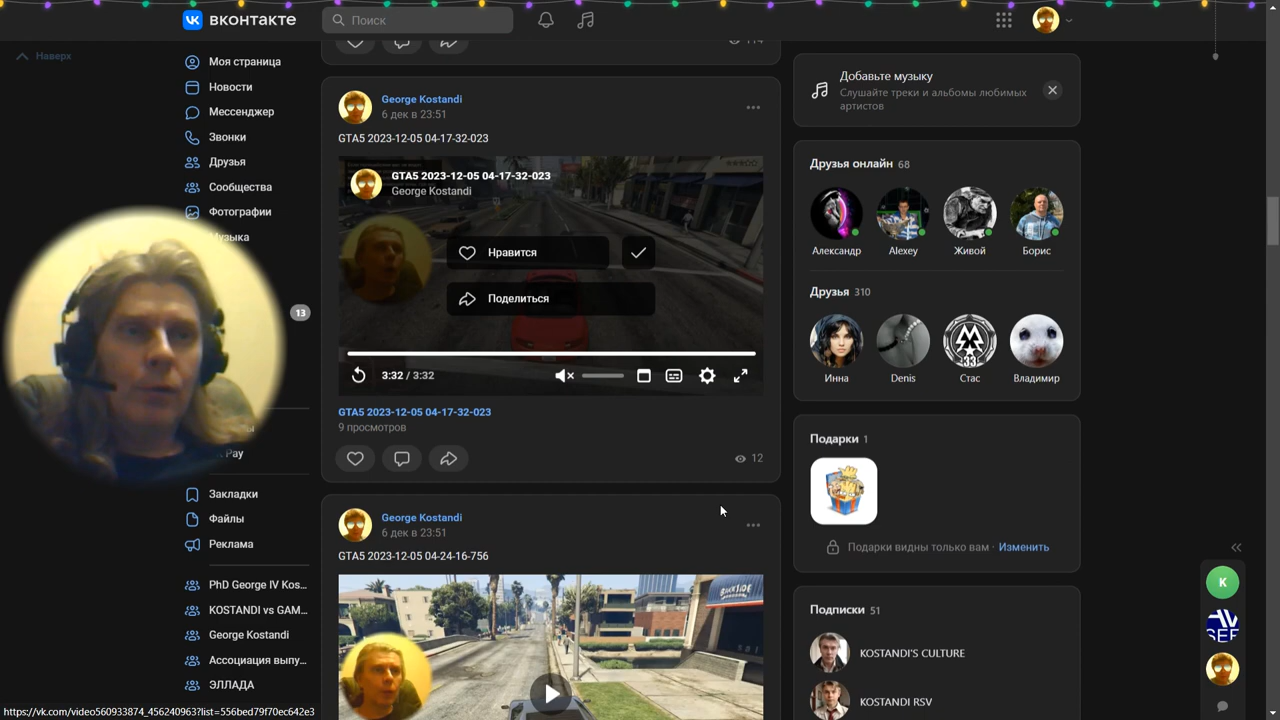 вконтакте
Поиск
Наверх
Моя страница
Новости
Мессенджер
Звонки
Друзья
Сообщества
Фотографии
13
Pay
Закладки
Файлы
Реклама
PhD George IV Kos...
KOSTANDI vs GAM...
George Kostandi
Ассоциация выпу...
ЭЛЛАДА
George Kostandi
6 дек в 23:51
GTA5 2023-12-05 04-17-32-023
GTA5 2023-12-05 04-17-32-023
George Kostandi
Нравится
Поделиться
3:32 / 3:32
GTA5 2023-12-05 04-17-32-023
9 просмотров
12
George Kostandi
6 дек в 23:51
GTA5 2023-12-05 04-24-16-756
Добавьте музыку
Слушайте треки и альбомы любимых
артистов
Друзья онлайн 68
Александр
Alexey
Живой
Борис
Друзья 310
Инна
Denis
Стас
Владимир
Подарки 1
Подарки видны только вам · Изменить
Подписки 51
KOSTANDI'S CULTURE
KOSTANDI RSV
K
https://vk.com/video560933874_456240963?list=556bed79f70ec642e3